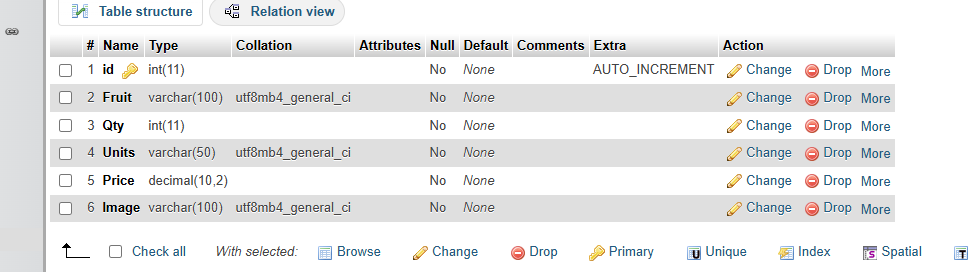 Table structure Relation view
# Name Type Collation Attributes Null Default Comments Extra Action
1 id int(11) No None AUTO_INCREMENT Change Drop More
2 Fruit varchar(100) utf8mb4_general_ci No None Change Drop More
3 Qty int(11) No None Change Drop More
4 Units varchar(50) utf8mb4_general_ci No None Change Drop More
5 Price decimal(10,2) No None Change Drop More
6 Image varchar(100) utf8mb4_general_ci No None Change Drop More
Check all With selected: Browse Change Drop Primary Unique Index Spatial